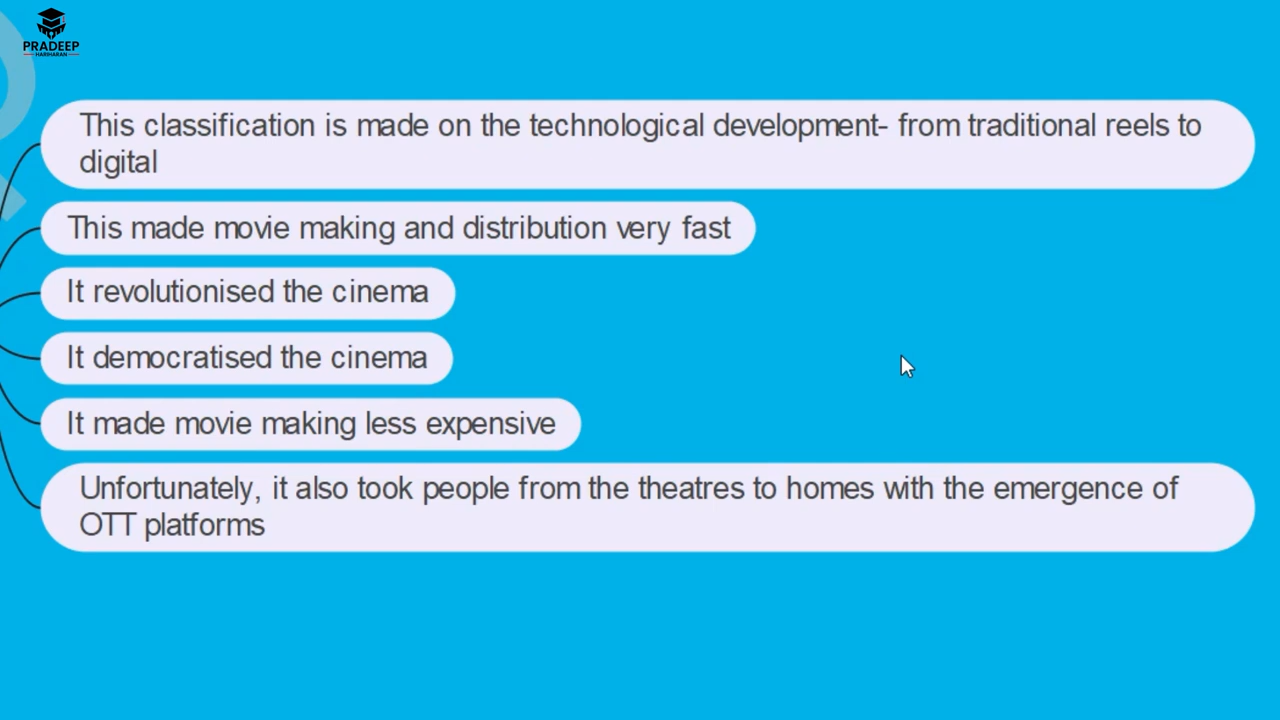 PRADEEP
HARIHARAN
This classification is made on the technological development- from traditional reels to
digital
This made movie making and distribution very fast
It revolutionised the cinema
It democratised the cinema
It made movie making less expensive
Unfortunately, it also took people from the theatres to homes with the emergence of
OTT platforms